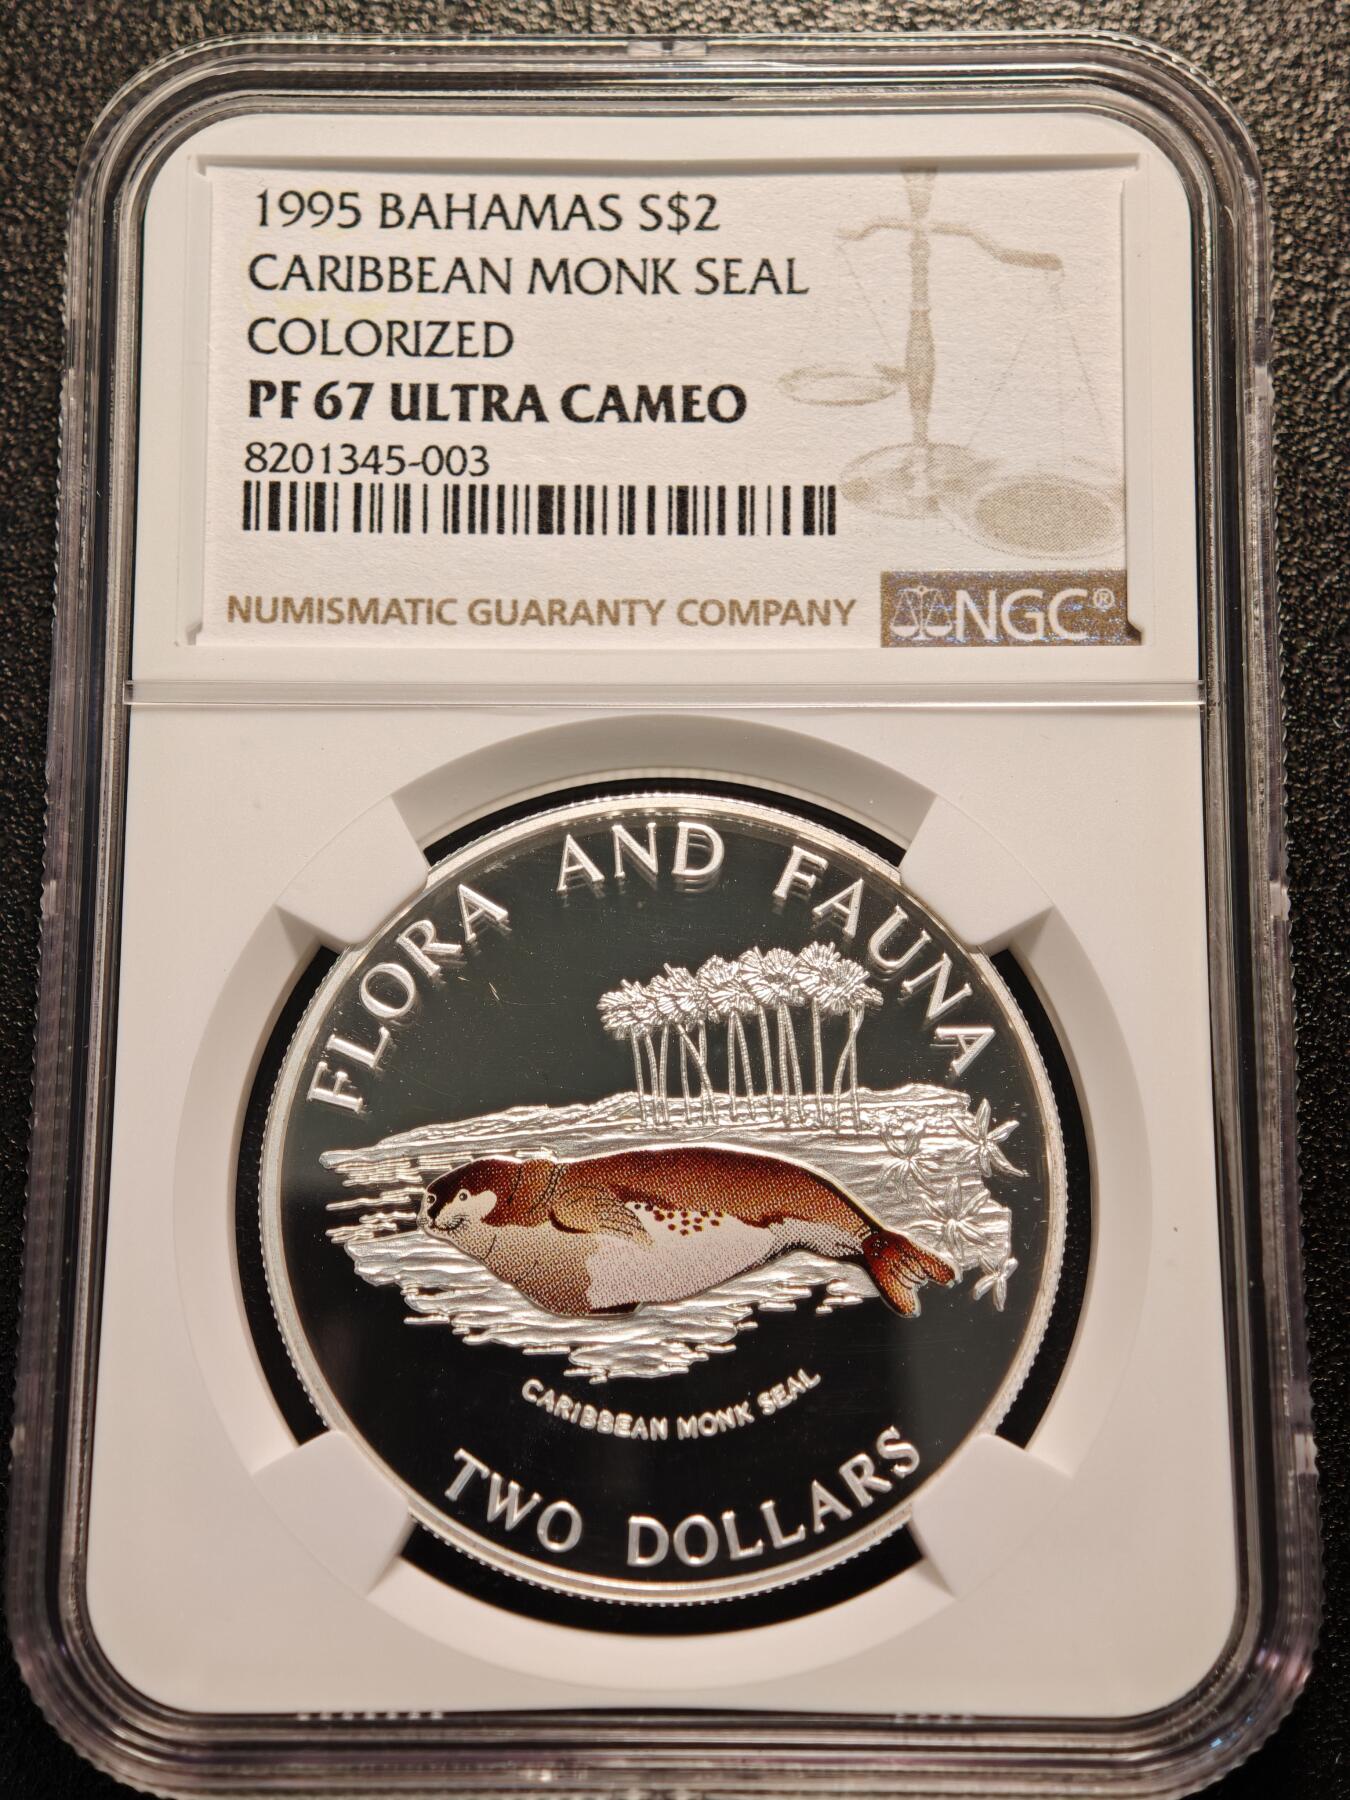 1995 BAHAMAS S$2
CARIBBEAN MONK SEAL
COLORIZED
PF 67 ULTRA CAMEO
8201345-003
NUMISMATIC GUARANTY COMPANY
NGC®
FLORA AND FAUNA
CARIBBEAN MONK SEAL
TWO DOLLARS